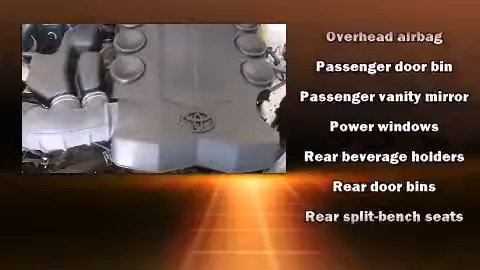 Overhead airbag
Passenger door bin
Passenger vanity mirror
Power windows
Rear beverage holders
Rear door bins
Rear split-bench seats